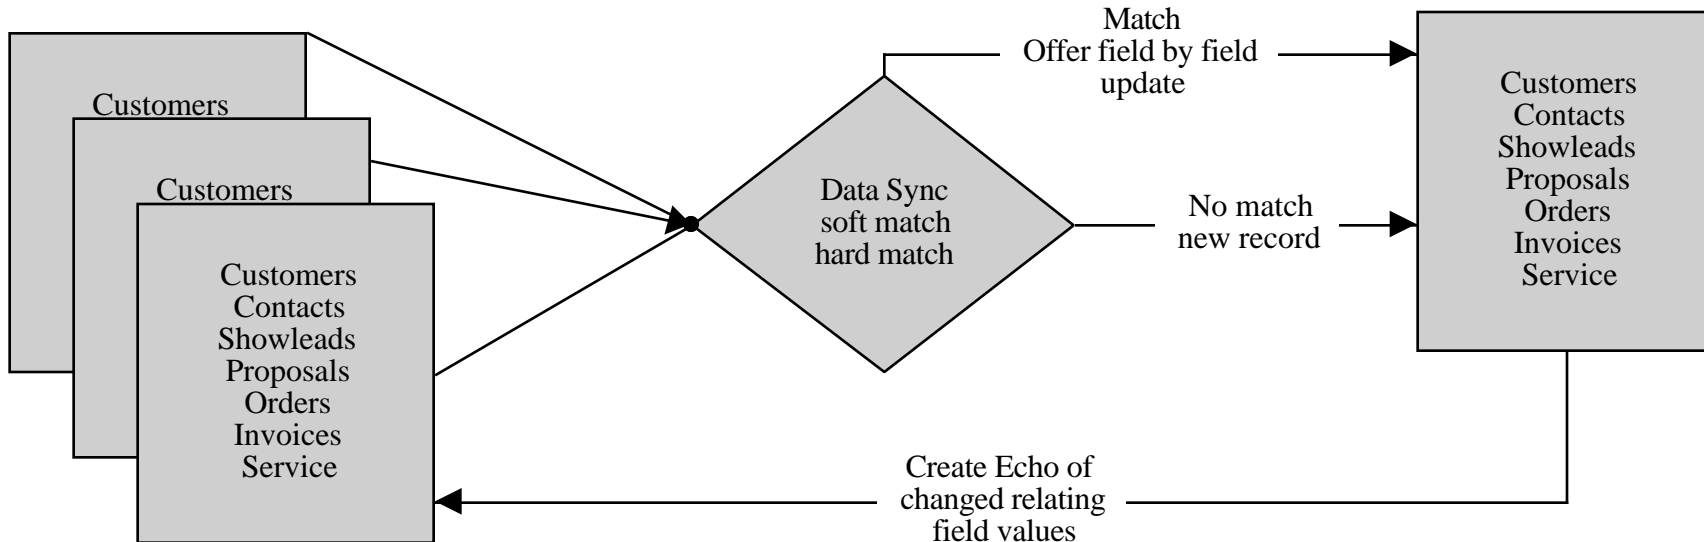 Customers
Customers
Customers
Contacts
Showleads
Proposals
Orders
Invoices
Service
Data Sync
soft match
hard match
Match
Offer field by field
update
No match
new record
Customers
Contacts
Showleads
Proposals
Orders
Invoices
Service
Create Echo of
changed relating
field values